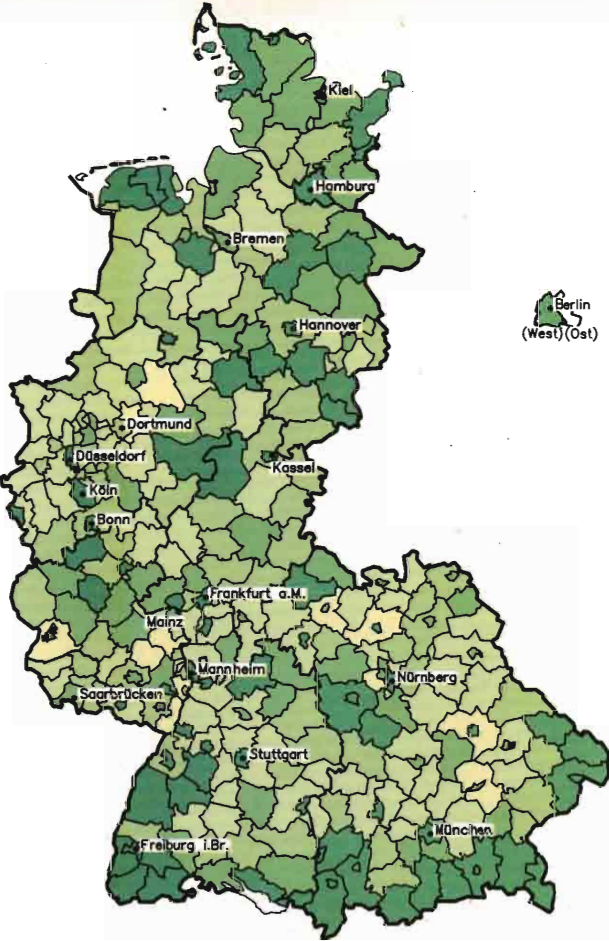 Kiel
Hamburg
Bremen
Berlin
(West) (Ost)
Hannover
Dortmund
Düsseldorf
Kassel
Köln
Bonn
Frankfurt a.M.
Mainz
Mannheim
Nürnberg
Saarbrücken
Stuttgart
München
Freiburg i.Br.